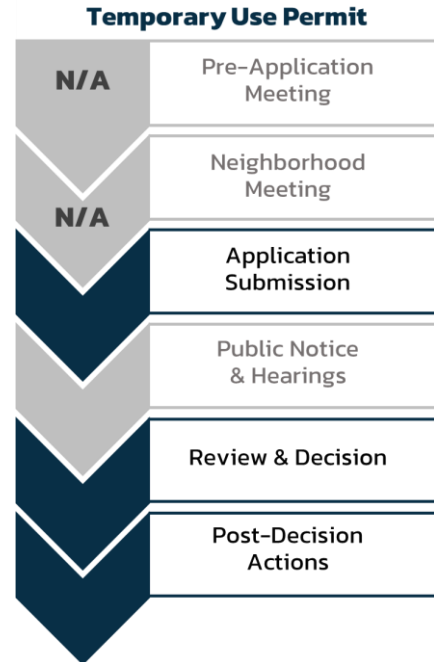 Temporary Use Permit
N/A
Pre-Application
Meeting
N/A
Neighborhood
Meeting
Application
Submission
Public Notice
& Hearings
Review & Decision
Post-Decision
Actions